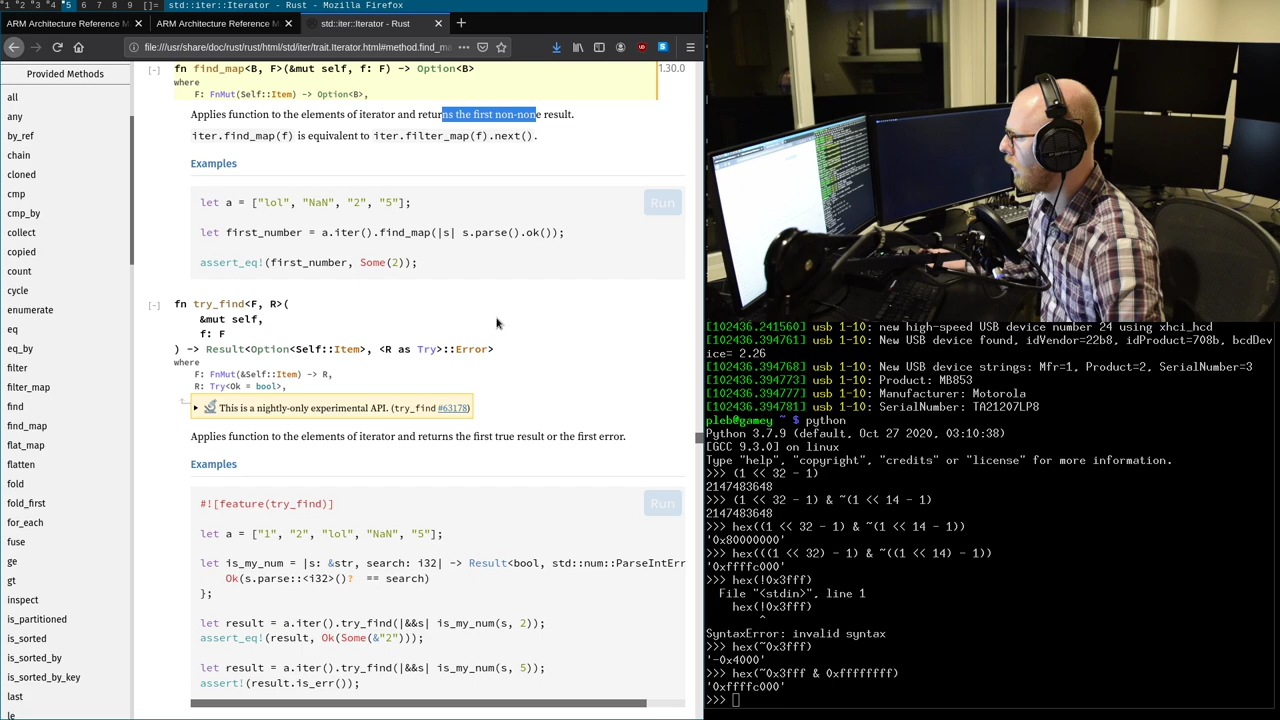 1 2 3 4 5 6 7 8 9 []= std::iter::Iterator - Rust - Mozilla Firefox
ARM Architecture Reference M
ARM Architecture Reference M
std::iter::Iterator - Rust
file:///usr/share/doc/rust/rust/html/std/iter/trait.Iterator.html#method.find_ma
Provided Methods
all
any
by_ref
chain
cloned
cmp
cmp_by
collect
copied
count
cycle
enumerate
eq
eq_by
filter
filter_map
find
find_map
flat_map
flatten
fold
fold_first
for_each
fuse
ge
gt
inspect
is_partitioned
is_sorted
is_sorted_by
is_sorted_by_key
last
le
[-] fn find_map<B, F>(&mut self, f: F) -> Option<B>
1.30.0
where
F: FnMut(Self::Item) -> Option<B>,
Applies function to the elements of iterator and returns the first non-none result.
iter.find_map(f) is equivalent to iter.filter_map(f).next().
Examples
Run
let a = ["lol", "NaN", "2", "5"];
let first_number = a.iter().find_map(|s| s.parse().ok());
assert_eq!(first_number, Some(2));
[-] fn try_find<F, R>(
&mut self,
f: F
) -> Result<Option<Self::Item>, <R as Try>::Error>
where
F: FnMut(&Self::Item) -> R,
R: Try<Ok = bool>,
This is a nightly-only experimental API. (try_find #63178)
Applies function to the elements of iterator and returns the first true result or the first error.
Examples
Run
#![feature(try_find)]
let a = ["1", "2", "lol", "NaN", "5"];
let is_my_num = |s: &str, search: i32| -> Result<bool, std::num::ParseIntErr
Ok(s.parse::<i32>()? == search)
};
let result = a.iter().try_find(|&&s| is_my_num(s, 2));
assert_eq!(result, Ok(Some(&"2")));
let result = a.iter().try_find(|&&s| is_my_num(s, 5));
assert!(result.is_err());
[102436.241560] usb 1-10: new high-speed USB device number 24 using xhci_hcd
[102436.394761] usb 1-10: New USB device found, idVendor=22b8, idProduct=708b, bcdDev
ice= 2.26
[102436.394768] usb 1-10: New USB device strings: Mfr=1, Product=2, SerialNumber=3
[102436.394773] usb 1-10: Product: MB853
[102436.394777] usb 1-10: Manufacturer: Motorola
[102436.394781] usb 1-10: SerialNumber: TA21207LP8
pleb@gamey ~ $ python
Python 3.7.9 (default, Oct 27 2020, 03:10:38)
[GCC 9.3.0] on linux
Type "help", "copyright", "credits" or "license" for more information.
>>> (1 << 32 - 1)
2147483648
>>> (1 << 32 - 1) & ~(1 << 14 - 1)
2147483648
>>> hex((1 << 32 - 1) & ~(1 << 14 - 1))
'0x80000000'
>>> hex(((1 << 32) - 1) & ~((1 << 14) - 1))
'0xffffc000'
>>> hex(!0x3fff)
File "<stdin>", line 1
hex(!0x3fff)
^
SyntaxError: invalid syntax
>>> hex(~0x3fff)
'-0x4000'
>>> hex(~0x3fff & 0xffffffff)
'0xffffc000'
>>>